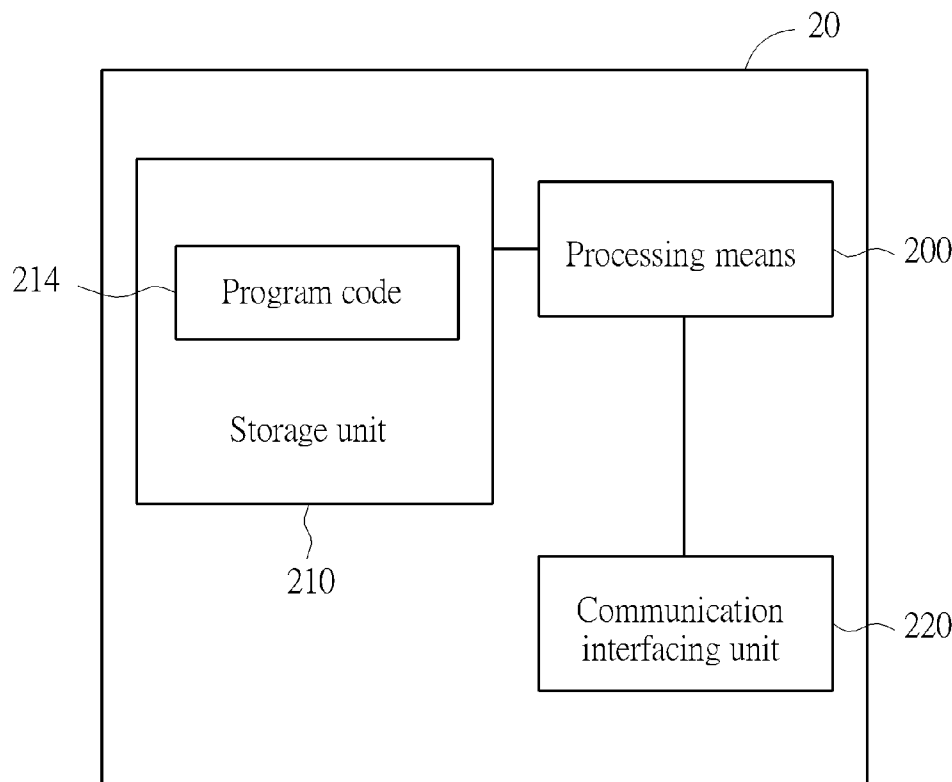 20
Processing means
200
214
Program code
Storage unit
210
Communication
interfacing unit
220